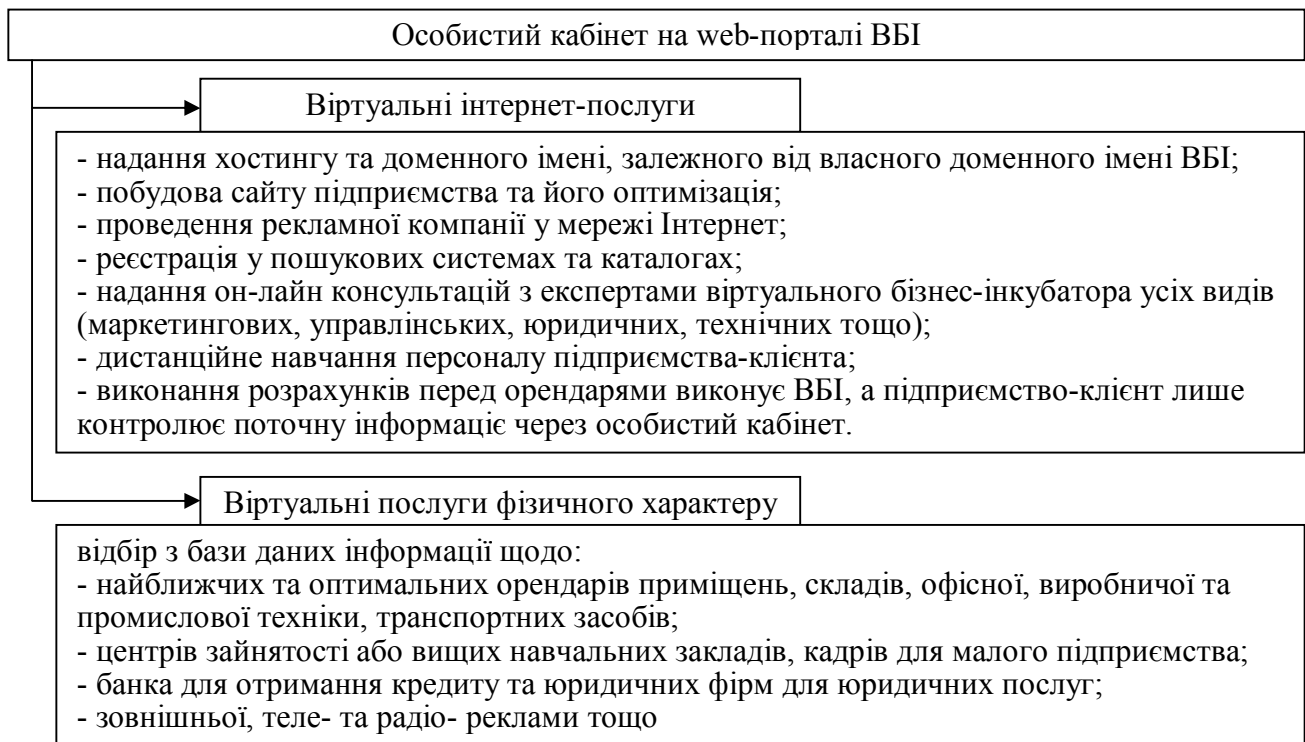 Особистий кабінет на web-порталі ВБІ
Віртуальні інтернет-послуги
- надання хостингу та доменного імені, залежного від власного доменного імені ВБІ;
- побудова сайту підприємства та його оптимізація;
- проведення рекламної компанії у мережі Інтернет;
- реєстрація у пошукових системах та каталогах;
- надання он-лайн консультацій з експертами віртуального бізнес-інкубатора усіх видів
(маркетингових, управлінських, юридичних, технічних тощо);
- дистанційне навчання персоналу підприємства-клієнта;
- виконання розрахунків перед орендарями виконує ВБІ, а підприємство-клієнт лише
контролює поточну інформаціє через особистий кабінет.
Віртуальні послуги фізичного характеру
відбір з бази даних інформації щодо:
- найближчих та оптимальних орендарів приміщень, складів, офісної, виробничої та
промислової техніки, транспортних засобів;
- центрів зайнятості або вищих навчальних закладів, кадрів для малого підприємства;
- банка для отримання кредиту та юридичних фірм для юридичних послуг;
- зовнішньої, теле- та радіо- реклами тощо